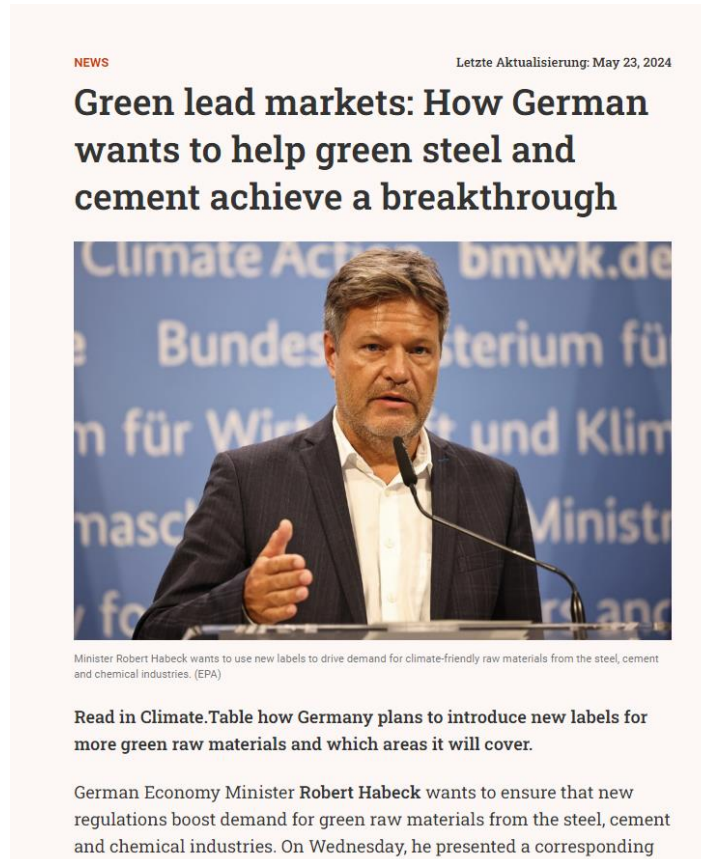 NEWS
Letzte Aktualisierung: May 23, 2024
Green lead markets: How German
wants to help green steel and
cement achieve a breakthrough
Climate Act bmwk.de
e Bundes sterium fü
m für Wirt ft und Klim
masch Ministr
y fo rs and
Minister Robert Habeck wants to use new labels to drive demand for climate-friendly raw materials from the steel, cement
and chemical industries. (EPA)
Read in Climate.Table how Germany plans to introduce new labels for
more green raw materials and which areas it will cover.
German Economy Minister Robert Habeck wants to ensure that new
regulations boost demand for green raw materials from the steel, cement
and chemical industries. On Wednesday, he presented a corresponding